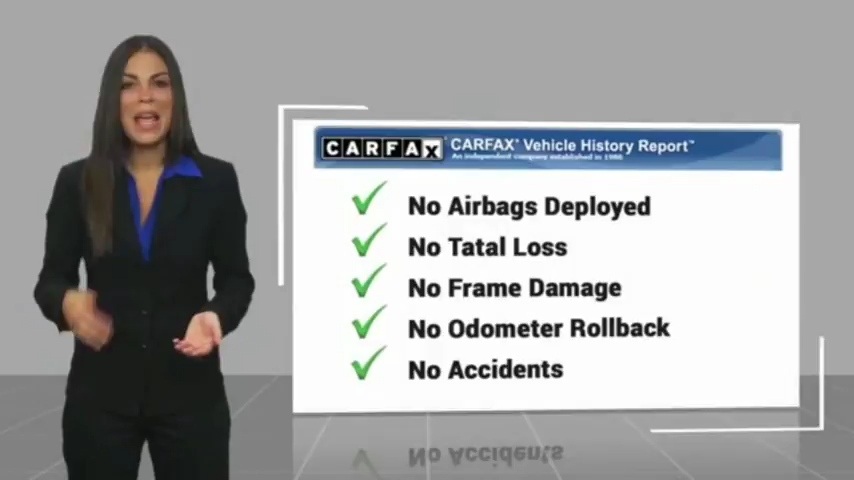 CARFAX CARFAX® Vehicle History Report™
An independent company established in 1986
No Airbags Deployed
No Tatal Loss
No Frame Damage
No Odometer Rollback
No Accidents
No Accidents